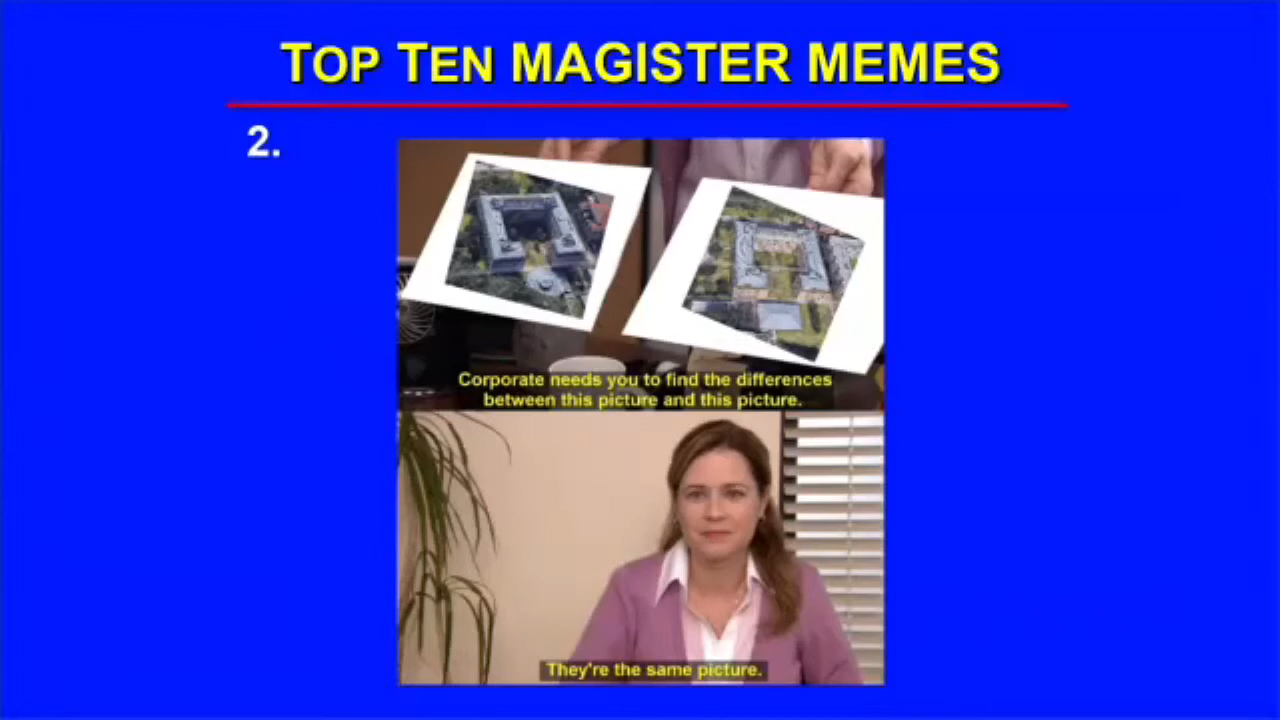 TOP TEN MAGISTER MEMES
2.
Corporate needs you to find the differences
between this picture and this picture.
They're the same picture.